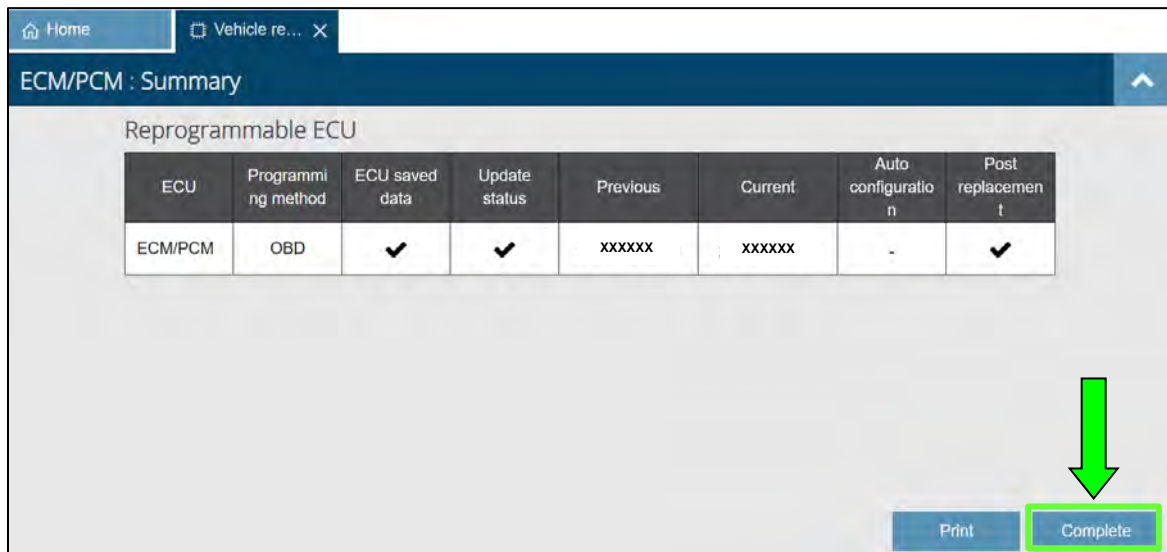 Home
Vehicle re...
ECM/PCM : Summary
Reprogrammable ECU
ECU
Programmi
ng method
ECU saved
data
Update
status
Previous
Current
Auto
configuratio
n
Post
replacemen
t
ECM/PCM
OBD
XXXXXX
XXXXXX
-
Print
Complete